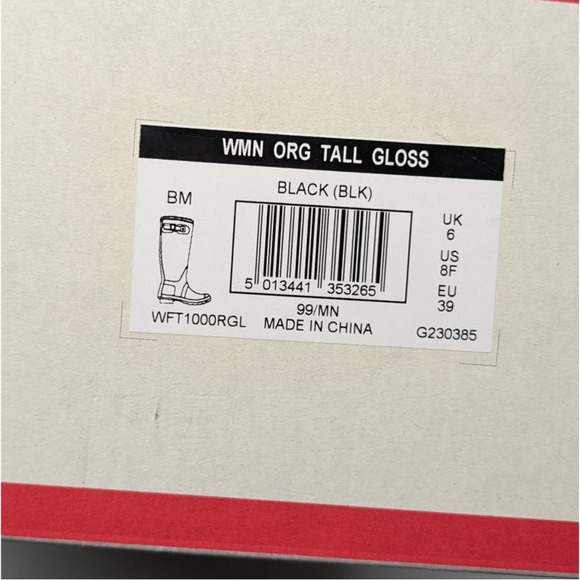 WMN ORG TALL GLOSS
BLACK (BLK)
BM
UK
6
US
8F
EU
39
5 013441 353265
99/MN
WFT1000RGL
MADE IN CHINA
G230385